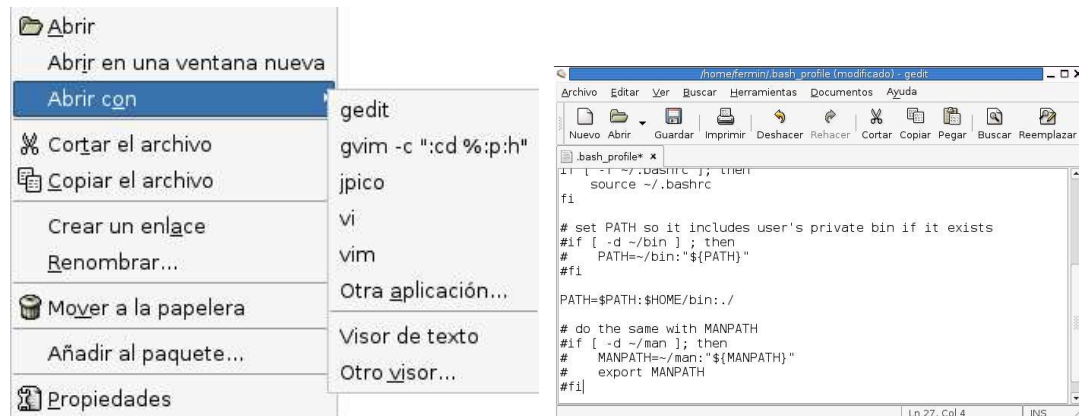 Abrir
Abrir en una ventana nueva
Abrir con
Cortar el archivo
Copiar el archivo
Crear un enlace
Renombrar...
Mover a la papelera
Añadir al paquete...
Propiedades
gedit
gvim -c ":cd %:p:h"
jpico
vi
vim
Otra aplicación...
Visor de texto
Otro visor...
/home/fermin/.bash_profile (modificado) - gedit
Archivo Editar Ver Buscar Herramientas Documentos Ayuda
Nuevo Abrir Guardar Imprimir Deshacer Rehacer Cortar Copiar Pegar Buscar Reemplazar
.bash_profile* x
if [ -f ~/.bashrc ]; then
    source ~/.bashrc
fi
# set PATH so it includes user's private bin if it exists
#if [ -d ~/bin ] ; then
#    PATH=~/bin:"${PATH}"
#fi
PATH=$PATH:$HOME/bin:./
# do the same with MANPATH
#if [ -d ~/man ]; then
#    MANPATH=~/man:"${MANPATH}"
#    export MANPATH
#fi
Ln 27, Col 4 INS